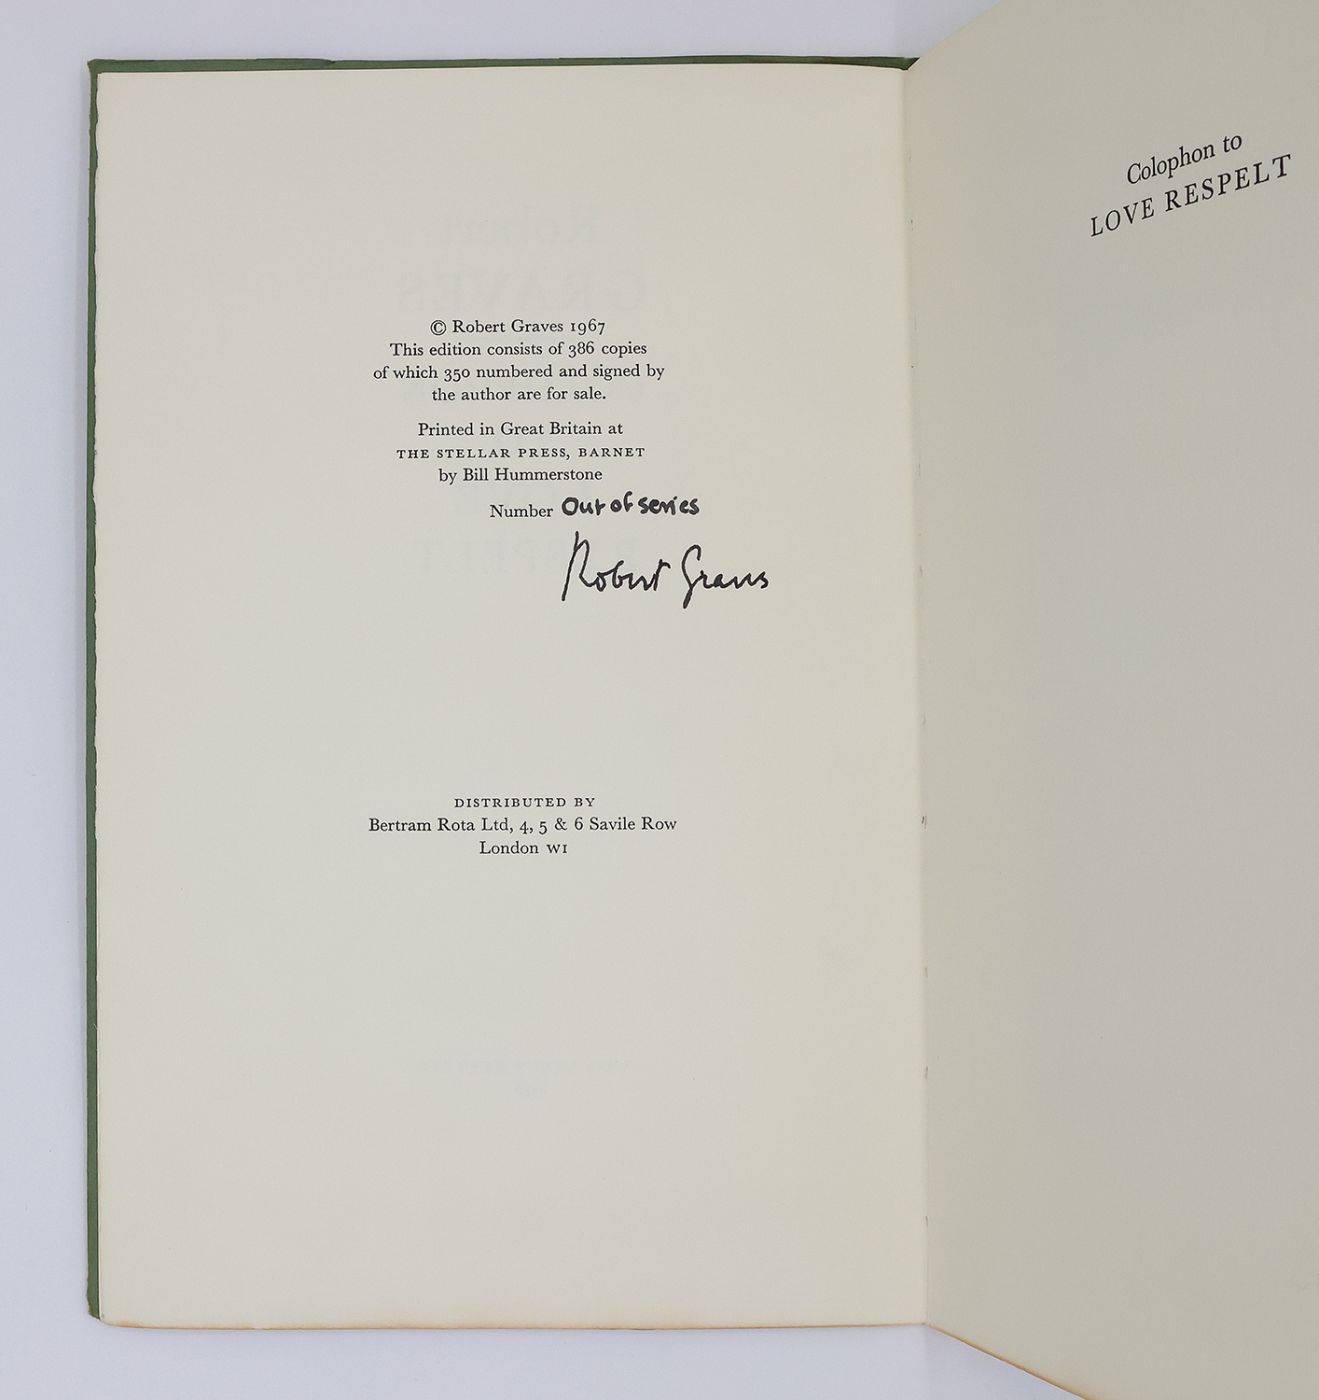 © Robert Graves 1967
This edition consists of 386 copies
of which 350 numbered and signed by
the author are for sale.
Printed in Great Britain at
THE STELLAR PRESS, BARNET
by Bill Hummerstone
Number Out of series
Robert Graves
DISTRIBUTED BY
Bertram Rota Ltd, 4, 5 & 6 Savile Row
London W1
Colophon to
LOVE RESPELT